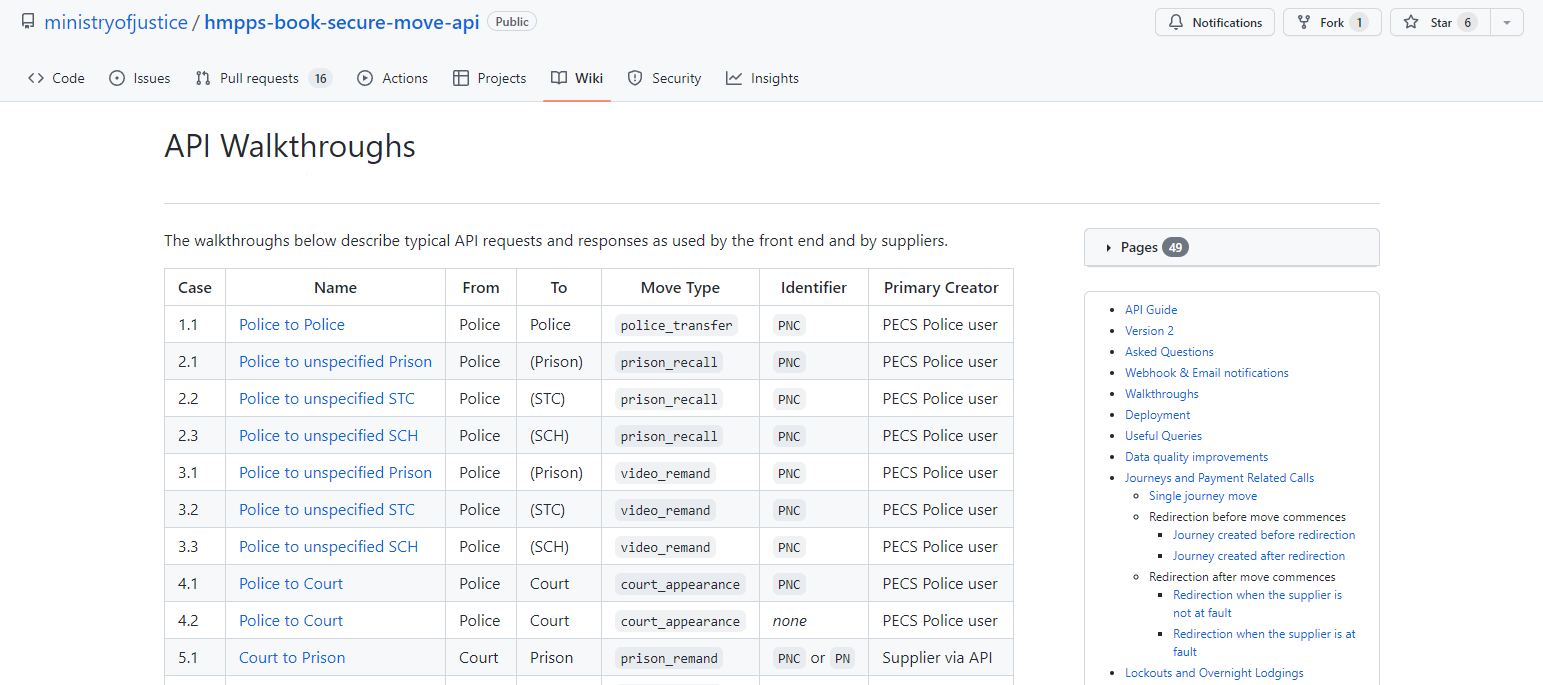 ministryofjustice / hmpps-book-secure-move-api Public
Notifications Fork 1 Star 6
Code Issues Pull requests 16 Actions Projects Wiki Security Insights
API Walkthroughs
The walkthroughs below describe typical API requests and responses as used by the front end and by suppliers.
Case Name From To Move Type Identifier Primary Creator
1.1 Police to Police Police Police police_transfer PNC PECS Police user
2.1 Police to unspecified Prison Police (Prison) prison_recall PNC PECS Police user
2.2 Police to unspecified STC Police (STC) prison_recall PNC PECS Police user
2.3 Police to unspecified SCH Police (SCH) prison_recall PNC PECS Police user
3.1 Police to unspecified Prison Police (Prison) video_remand PNC PECS Police user
3.2 Police to unspecified STC Police (STC) video_remand PNC PECS Police user
3.3 Police to unspecified SCH Police (SCH) video_remand PNC PECS Police user
4.1 Police to Court Police Court court_appearance PNC PECS Police user
4.2 Police to Court Police Court court_appearance none PECS Police user
5.1 Court to Prison Court Prison prison_remand PNC or PN Supplier via API
Pages 49
API Guide
Version 2
Asked Questions
Webhook & Email notifications
Walkthroughs
Deployment
Useful Queries
Data quality improvements
Journeys and Payment Related Calls
Single journey move
Redirection before move commences
Journey created before redirection
Journey created after redirection
Redirection after move commences
Redirection when the supplier is
not at fault
Redirection when the supplier is at
fault
Lockouts and Overnight Lodgings